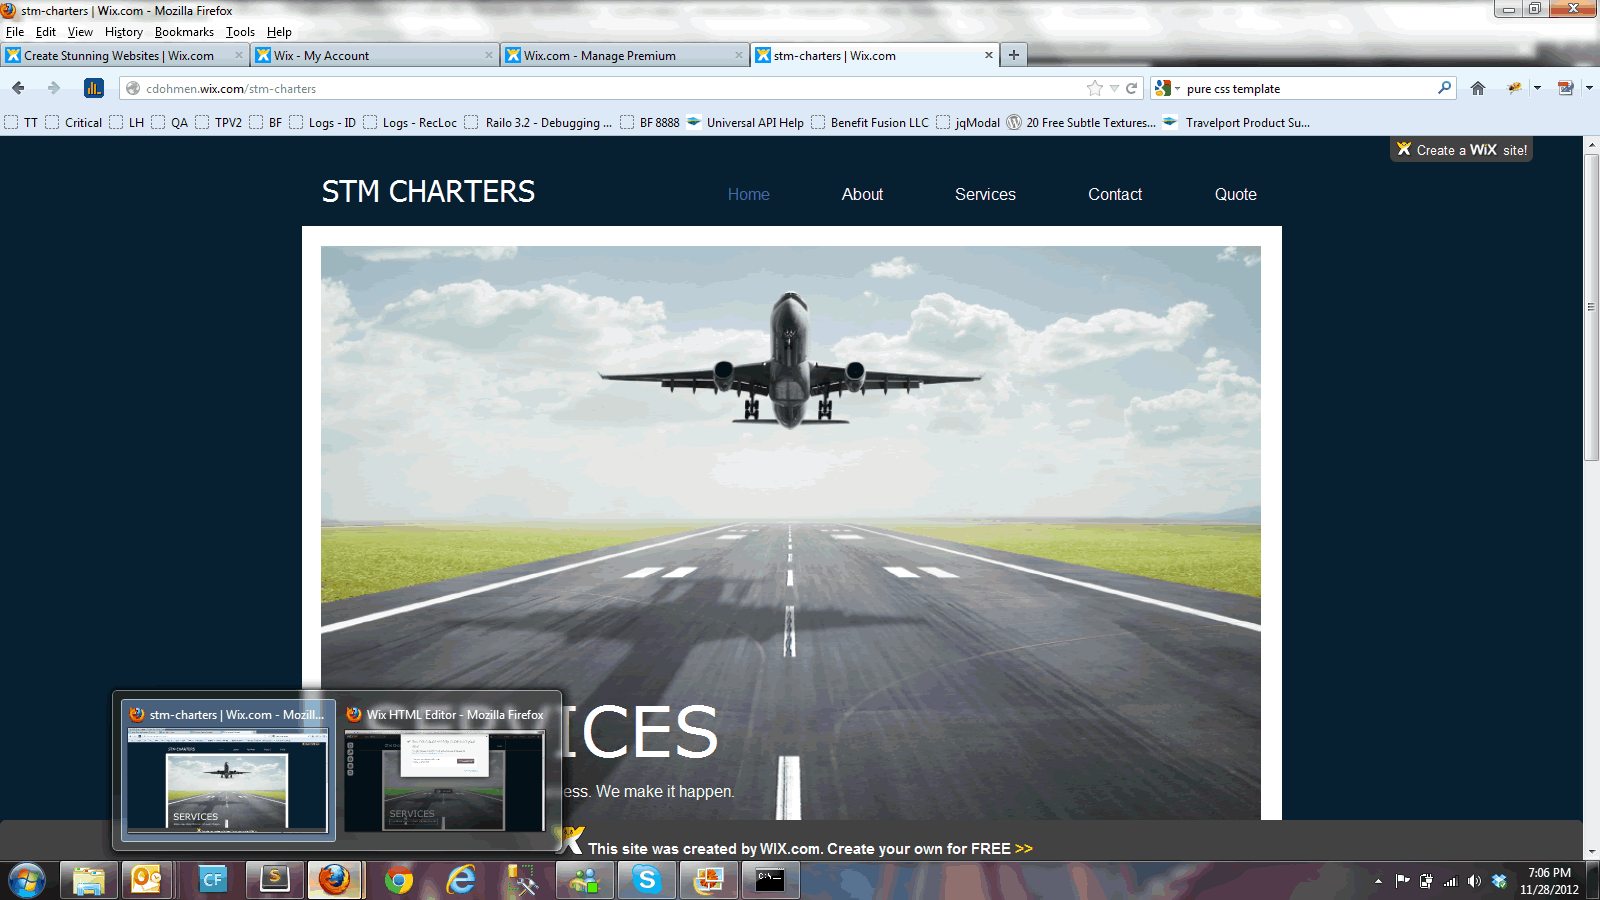 stm-charters | Wix.com - Mozilla Firefox
File Edit View History Bookmarks Tools Help
Create Stunning Websites | Wix.com
Wix - My Account
Wix.com - Manage Premium
stm-charters | Wix.com
cdohmen.wix.com/stm-charters
pure css template
TT Critical LH QA TPV2 BF Logs - ID Logs - RecLoc Railo 3.2 - Debugging ... BF 8888 Universal API Help Benefit Fusion LLC jqModal 20 Free Subtle Textures... Travelport Product Su...
Create a WiX site!
STM CHARTERS
Home About Services Contact Quote
ICES
ess. We make it happen.
stm-charters | Wix.com - Mozill...
Wix HTML Editor - Mozilla Firefox
STM CHARTERS
SERVICES
SERVICES
This site was created by WIX.com. Create your own for FREE >>
CF
S
C:\_
7:06 PM
11/28/2012